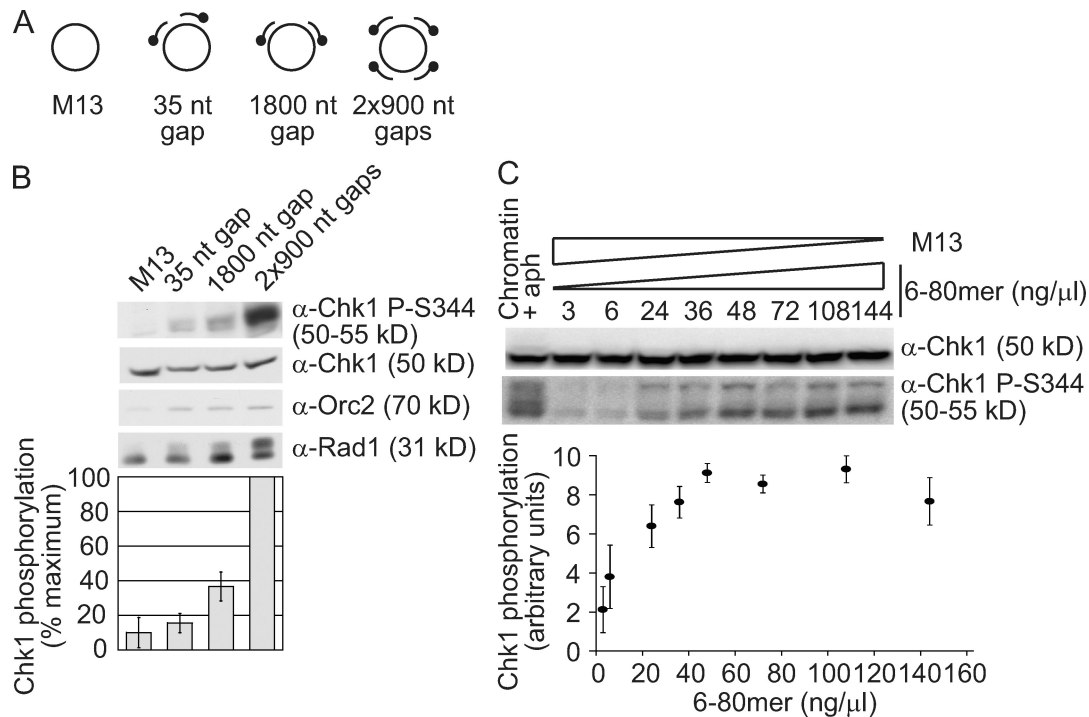 A
M13
35 nt
gap
1800 nt
gap
2x900 nt
gaps
B
M13
35 nt gap
1800 nt gap
2x900 nt gaps
α-Chk1 P-S344
(50-55 kD)
α-Chk1 (50 kD)
α-Orc2 (70 kD)
α-Rad1 (31 kD)
Chk1 phosphorylation
(% maximum)
100
80
60
40
20
0
C
Chromatin
+ aph
M13
6-80mer (ng/μl)
3 6 24 36 48 72 108 144
α-Chk1 (50 kD)
α-Chk1 P-S344
(50-55 kD)
Chk1 phosphorylation
(arbitrary units)
10
8
6
4
2
0
0 20 40 60 80 100 120 140 160
6-80mer (ng/μl)